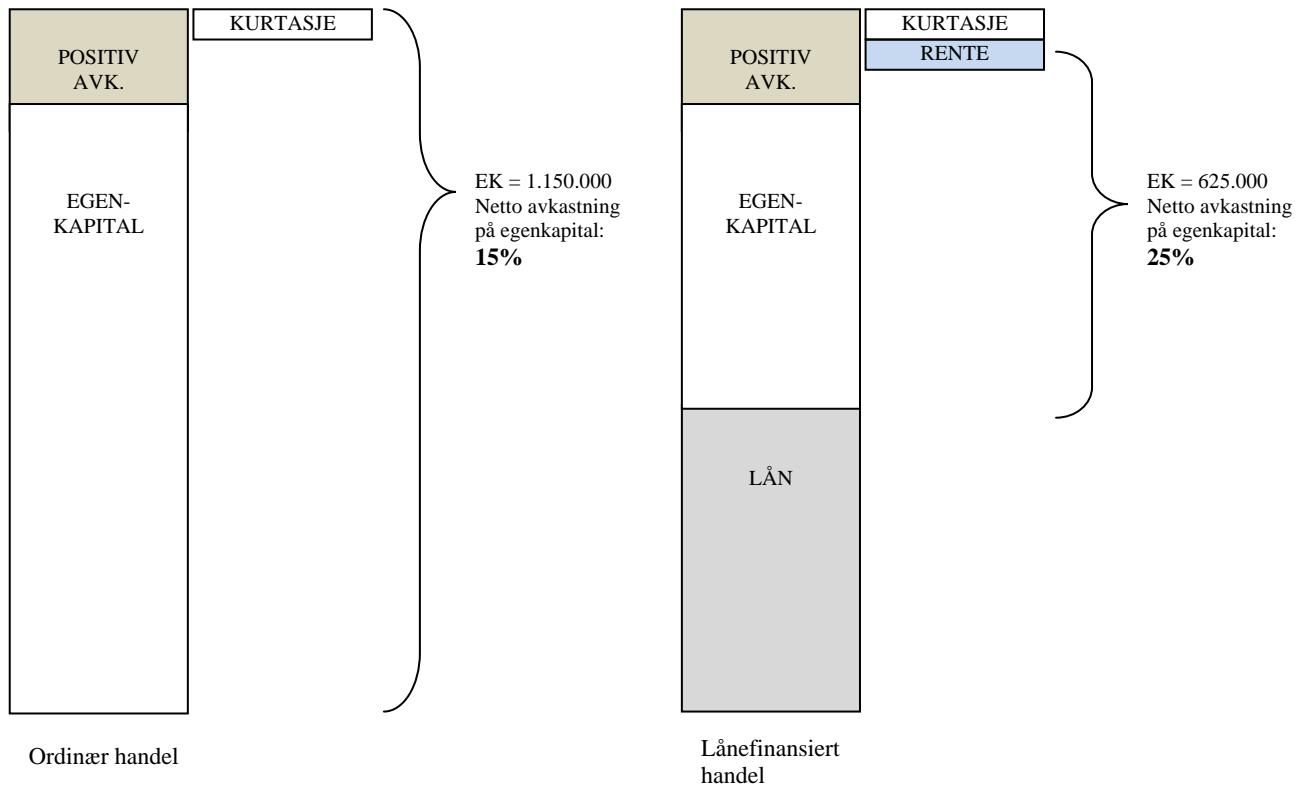 KURTASJE
POSITIV
AVK.
EGEN-
KAPITAL
EK = 1.150.000
Netto avkastning
på egenkapital:
15%
Ordinær handel
KURTASJE
RENTE
POSITIV
AVK.
EGEN-
KAPITAL
EK = 625.000
Netto avkastning
på egenkapital:
25%
LÅN
Lånefinansiert
handel